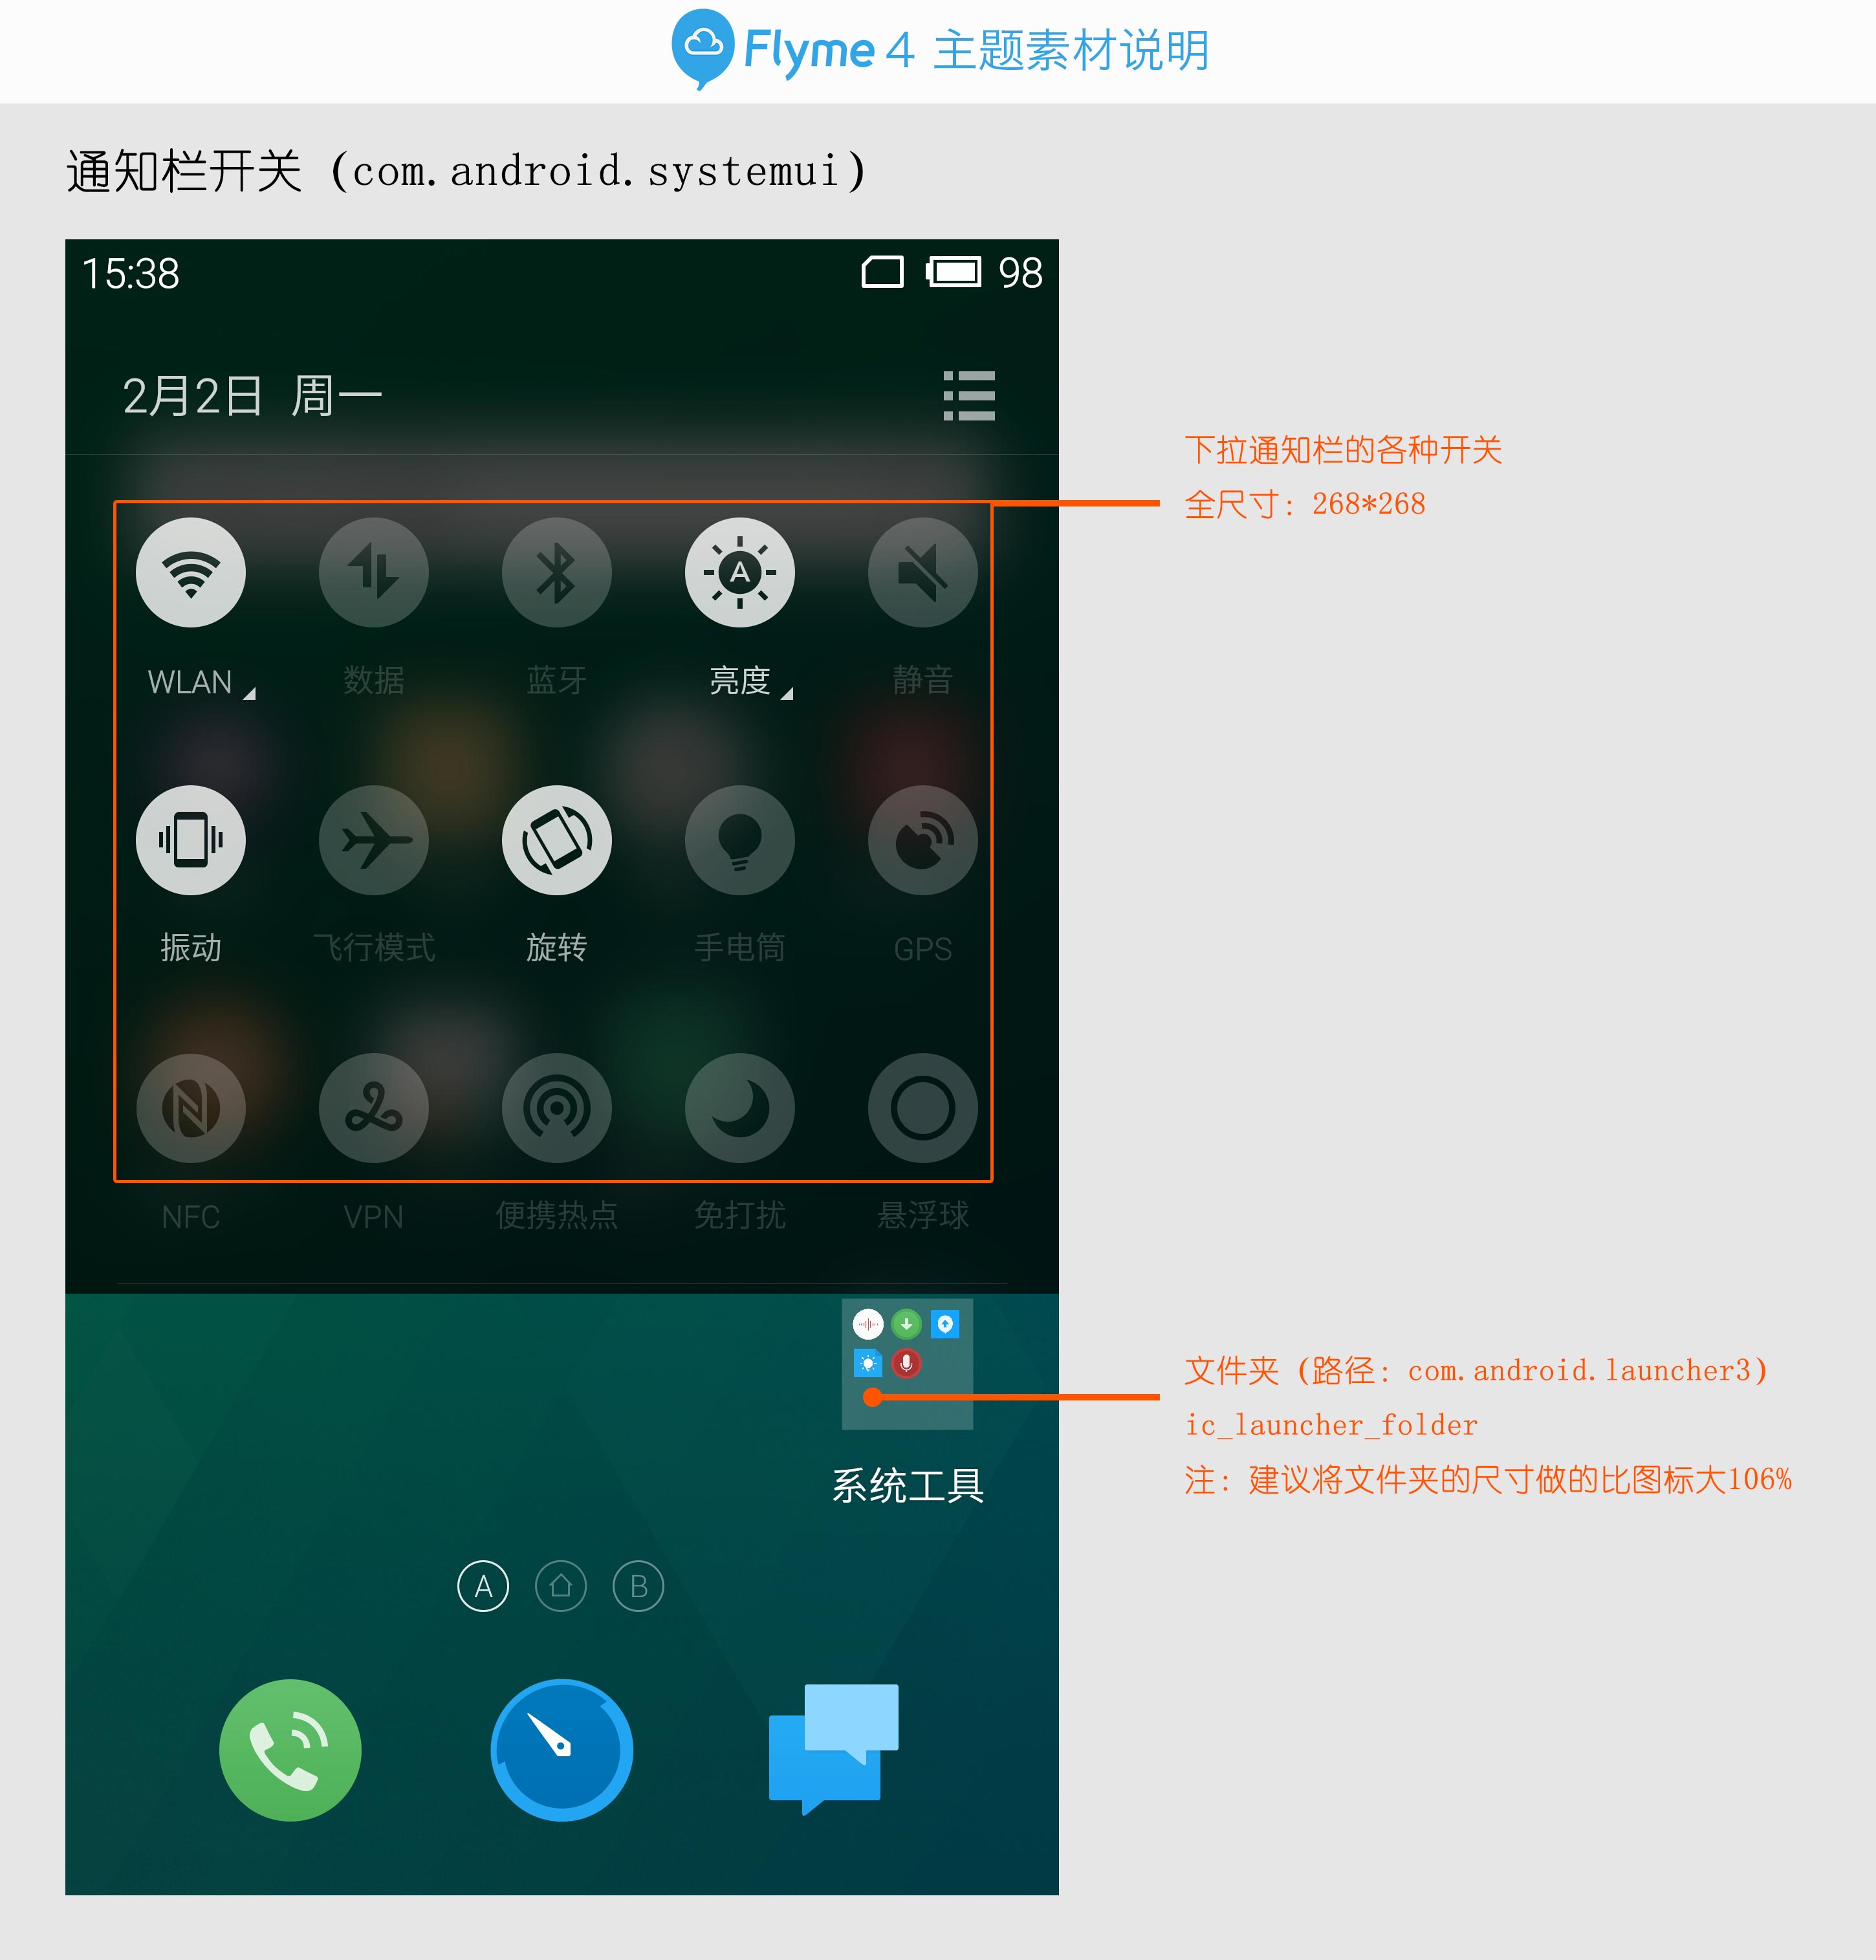 Flyme 4 主题素材说明
通知栏开关 (com.android.systemui)
15:38 98
2月2日 周一
下拉通知栏的各种开关
全尺寸: 268*268
A
WLAN 数据 蓝牙 亮度 静音
振动 飞行模式 旋转 手电筒 GPS
NFC VPN 便携热点 免打扰 悬浮球
文件夹 (路径: com.android.launcher3)
ic_launcher_folder
注: 建议将文件夹的尺寸做的比图标大106%
系统工具
A B